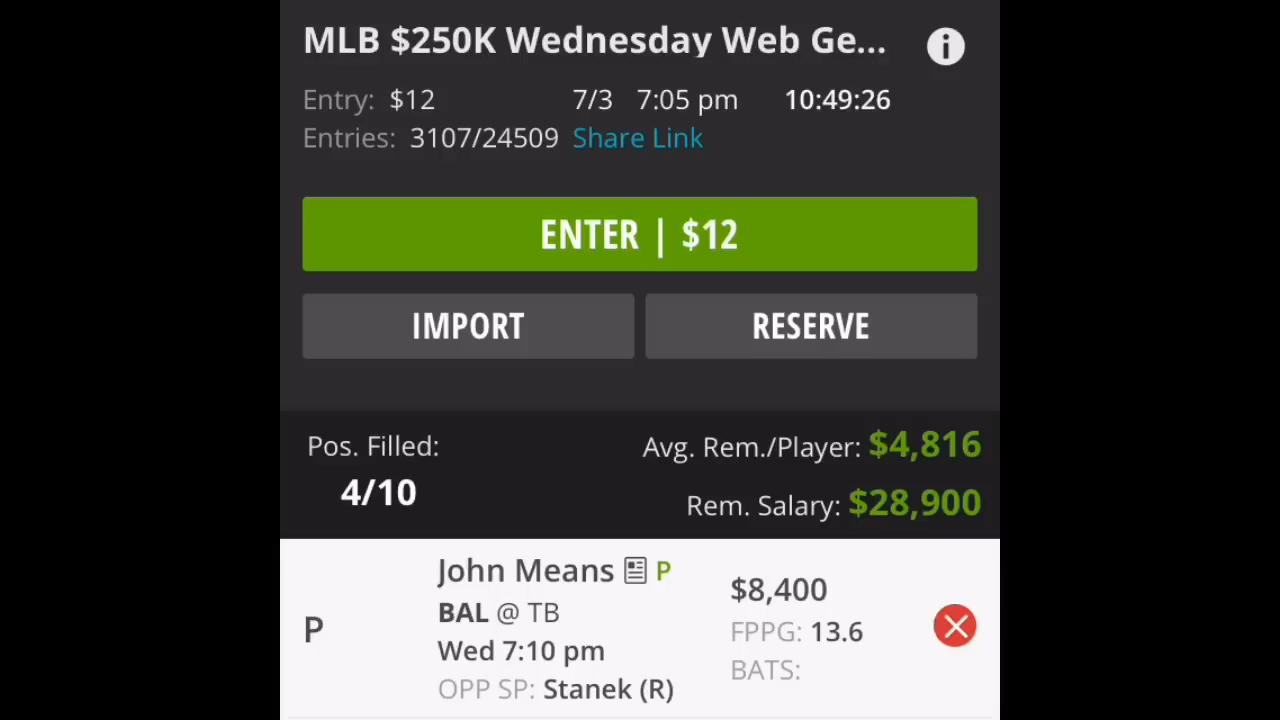 MLB $250K Wednesday Web Ge...
Entry: $12 7/3 7:05 pm 10:49:26
Entries: 3107/24509 Share Link
ENTER | $12
IMPORT RESERVE
Pos. Filled: Avg. Rem./Player: $4,816
4/10 Rem. Salary: $28,900
P
John Means P
BAL @ TB
Wed 7:10 pm
OPP SP: Stanek (R)
$8,400
FPPG: 13.6
BATS: